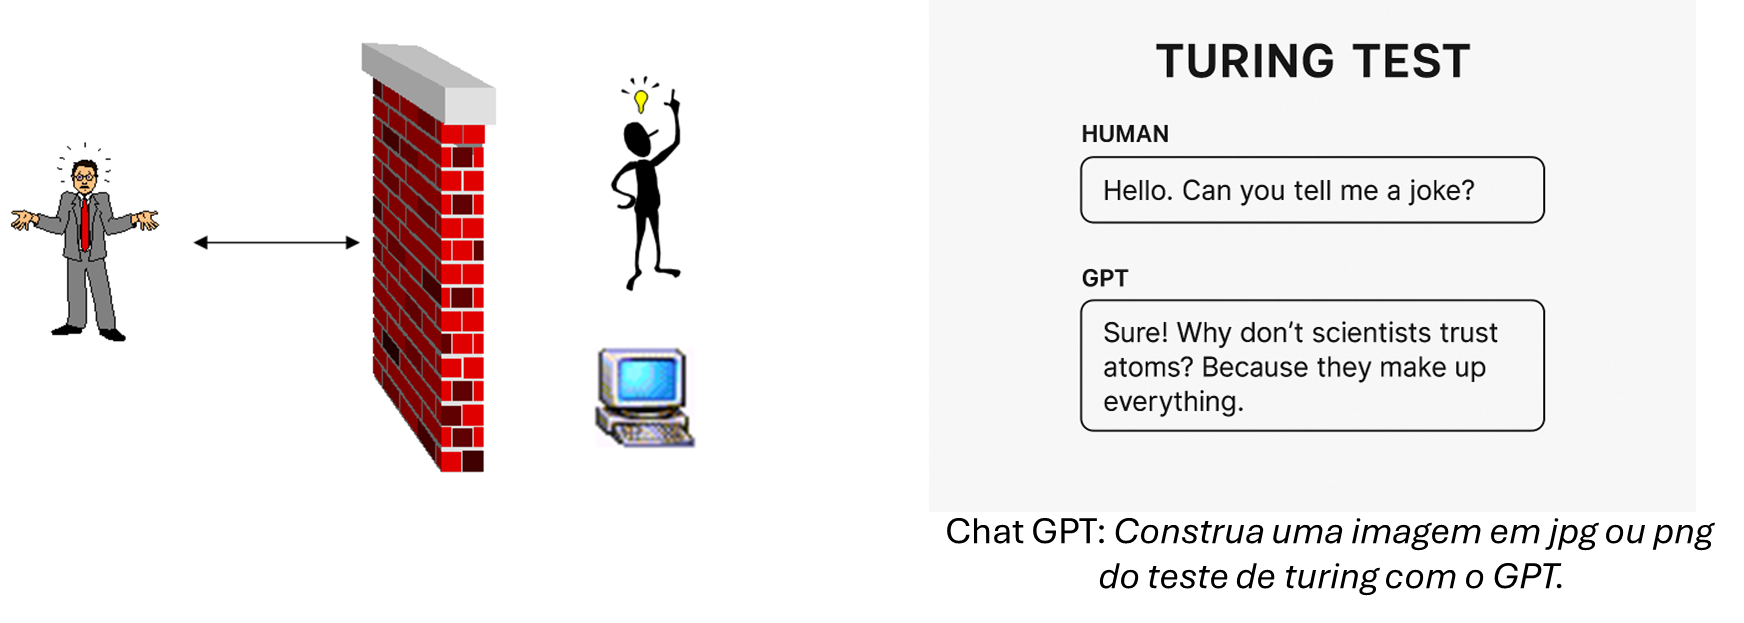 TURING TEST
HUMAN
Hello. Can you tell me a joke?
GPT
Sure! Why don’t scientists trust
atoms? Because they make up
everything.
Chat GPT: Construa uma imagem em jpg ou png
do teste de turing com o GPT.